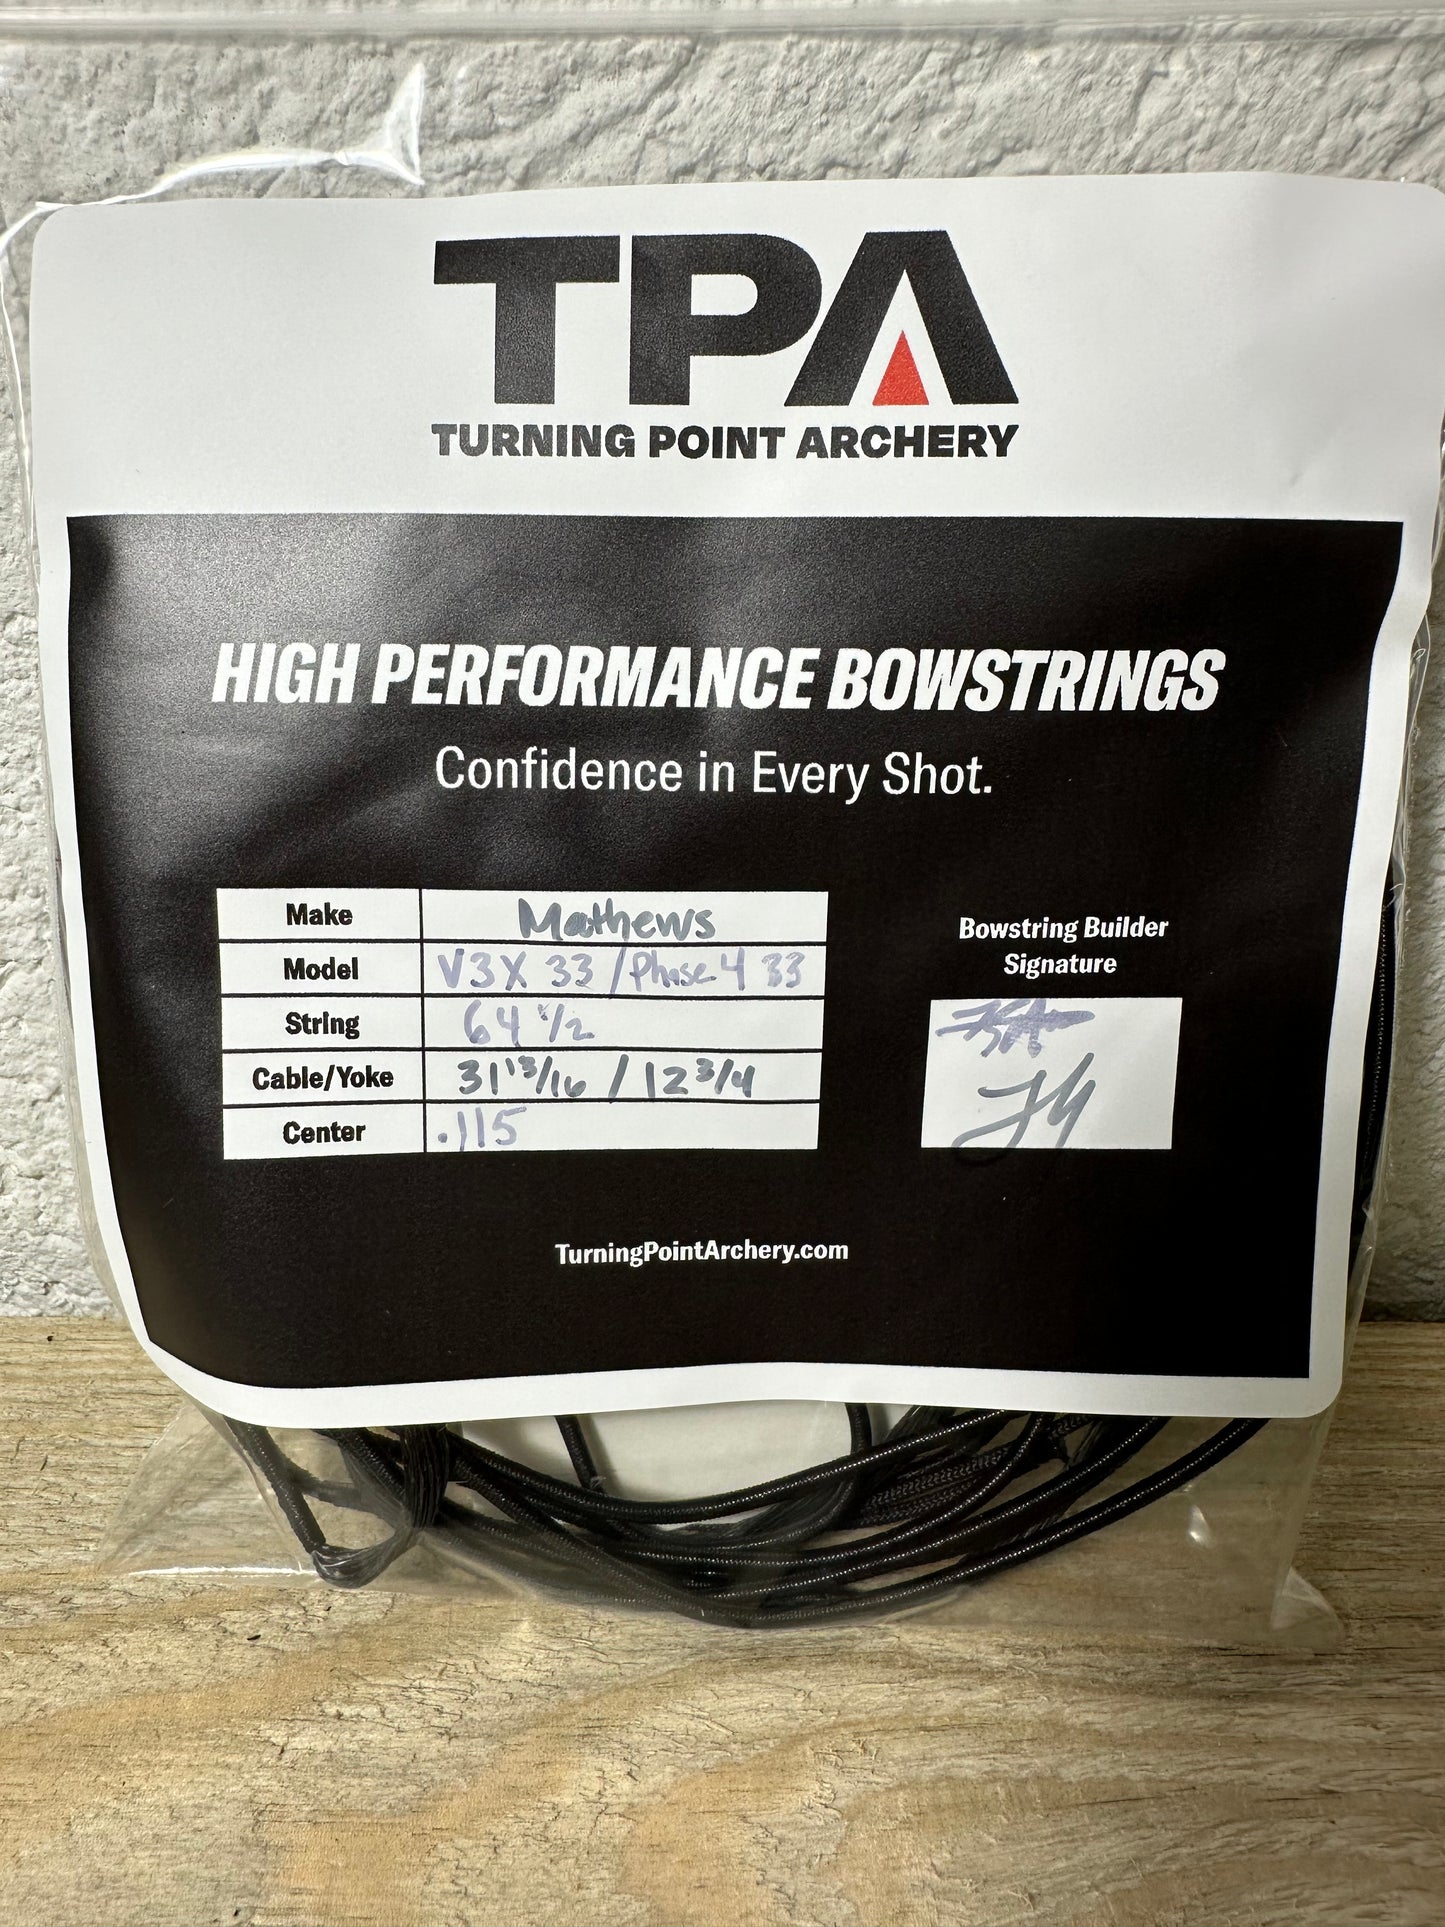 TPA
TURNING POINT ARCHERY
HIGH PERFORMANCE BOWSTRINGS
Confidence in Every Shot.
Make Mathews
Model V3X 33 / Phase 4 33
String 64 1/2
Cable/Yoke 31 13/16 / 12 3/4
Center .115
Bowstring Builder
Signature
TurningPointArchery.com